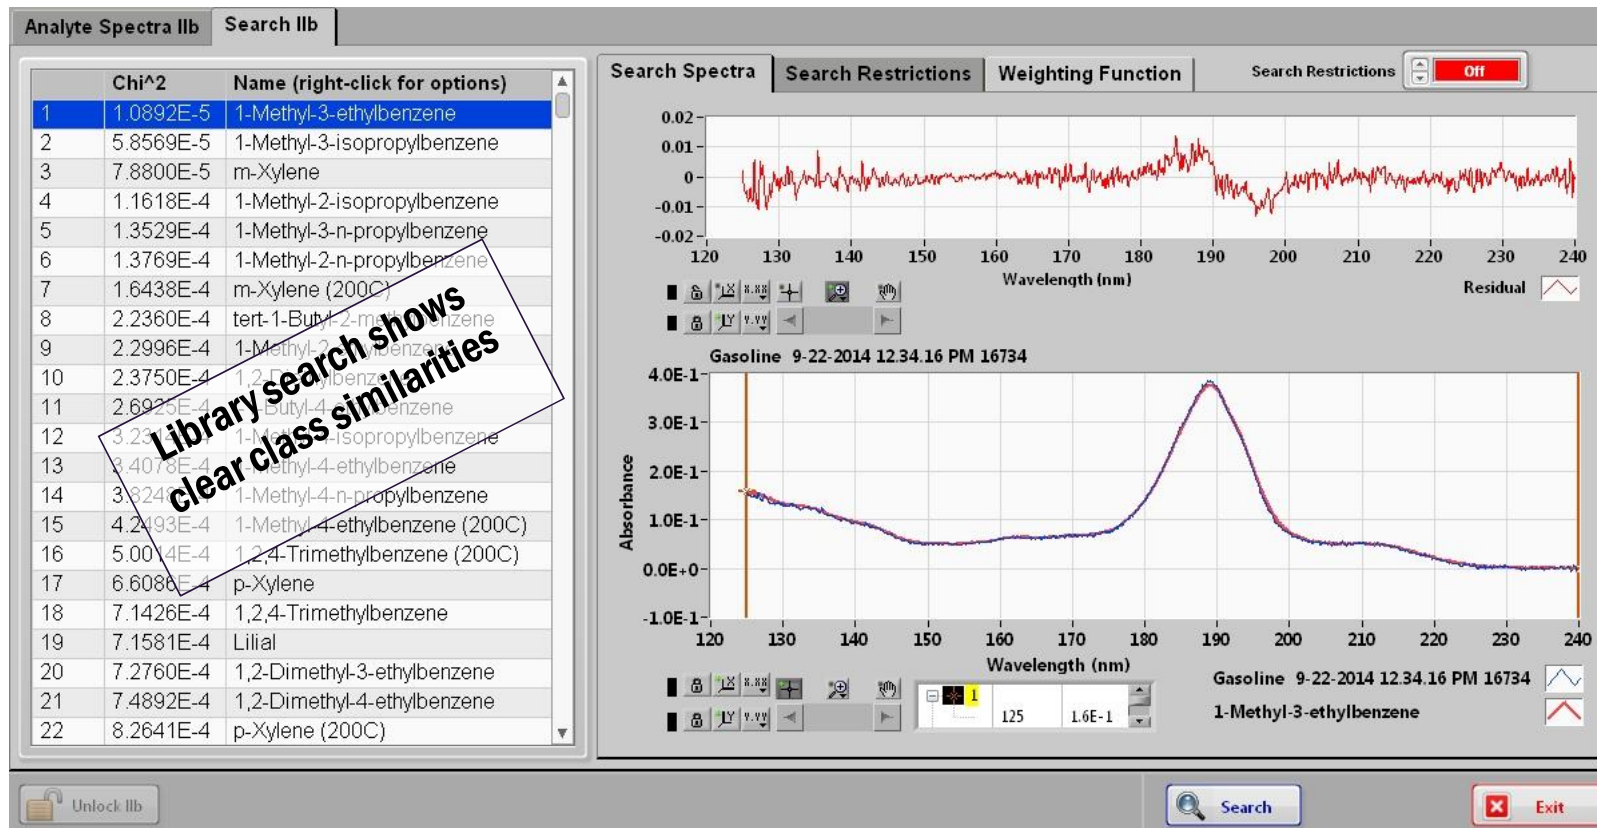 Analyte Spectra IIb Search IIb
Chi^2 Name (right-click for options)
1 1.0892E-5 1-Methyl-3-ethylbenzene
2 5.8569E-5 1-Methyl-3-isopropylbenzene
3 7.8800E-5 m-Xylene
4 1.1618E-4 1-Methyl-2-isopropylbenzene
5 1.3529E-4 1-Methyl-3-n-propylbenzene
6 1.3769E-4 1-Methyl-2-n-propylbenzene
7 1.6438E-4 m-Xylene (200C)
8 2.2360E-4 tert-1-Butyl-2-methylbenzene
9 2.2996E-4
10 2.3750E-4
11
12
13 3.4078E-4 1-Methyl-4-ethylbenzene
14 1-Methyl-4-n-propylbenzene
15 4.2493E-4 1-Methyl-4-ethylbenzene (200C)
16 5.0014E-4 1,2,4-Trimethylbenzene (200C)
17 6.6086E-4 p-Xylene
18 7.1426E-4 1,2,4-Trimethylbenzene
19 7.1581E-4 Lilial
20 7.2760E-4 1,2-Dimethyl-3-ethylbenzene
21 7.4892E-4 1,2-Dimethyl-4-ethylbenzene
22 8.2641E-4 p-Xylene (200C)
Library search shows
clear class similarities
Search Spectra Search Restrictions Weighting Function Search Restrictions Off
0.02
0.01
0
-0.01
-0.02
120 130 140 150 160 170 180 190 200 210 220 230 240
Wavelength (nm)
Residual
X X.XX
Y Y.YY
Gasoline 9-22-2014 12.34.16 PM 16734
4.0E-1
3.0E-1
2.0E-1
1.0E-1
0.0E+0
-1.0E-1
Absorbance
120 130 140 150 160 170 180 190 200 210 220 230 240
Wavelength (nm)
X X.XX
Y Y.YY
1
125 1.6E-1
Gasoline 9-22-2014 12.34.16 PM 16734
1-Methyl-3-ethylbenzene
Unlock IIb
Search
Exit